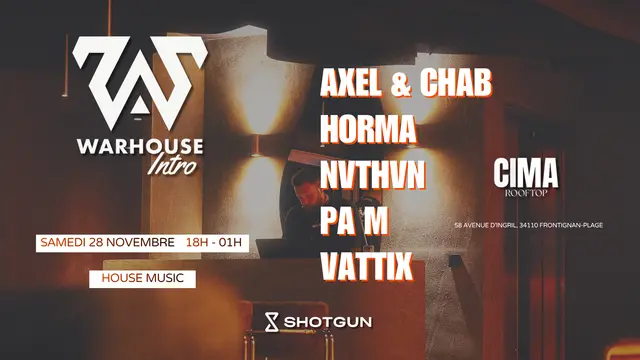 WARHOUSE
Intro
SAMEDI 28 NOVEMBRE 18H - 01H
HOUSE MUSIC
AXEL & CHAB
HORMA
NVTHVN
PA M
VATTIX
CIMA
ROOFTOP
58 AVENUE D'INGRIL, 34110 FRONTIGNAN-PLAGE
SHOTGUN